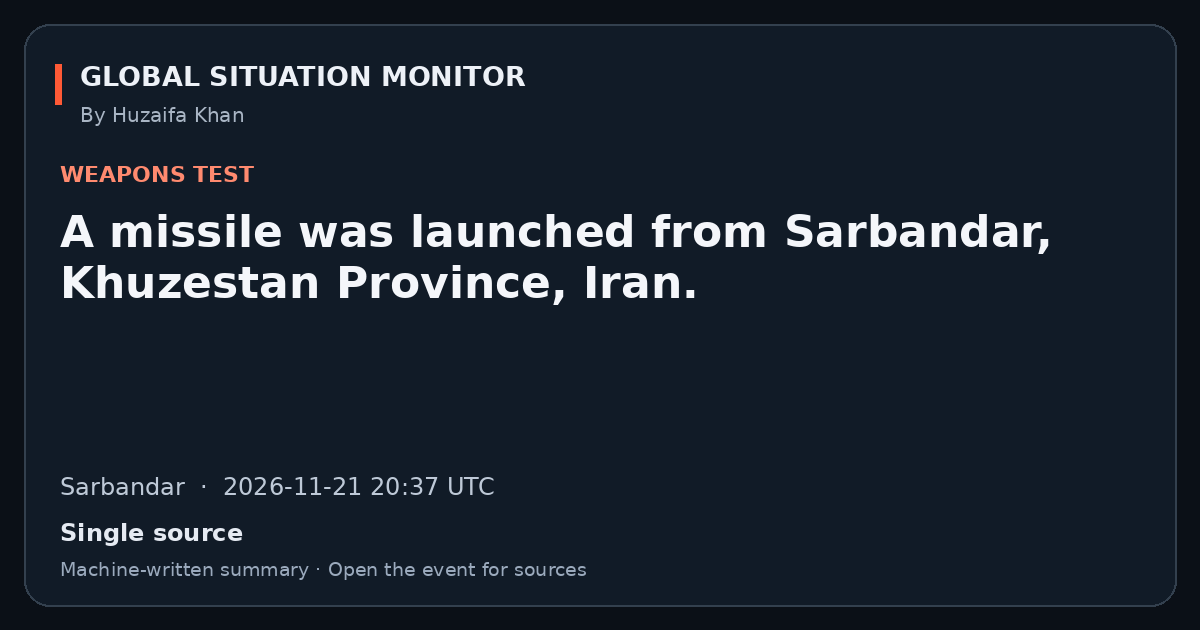 GLOBAL SITUATION MONITOR
By Huzaifa Khan
WEAPONS TEST
A missile was launched from Sarbandar,
Khuzestan Province, Iran.
Sarbandar · 2026-11-21 20:37 UTC
Single source
Machine-written summary · Open the event for sources